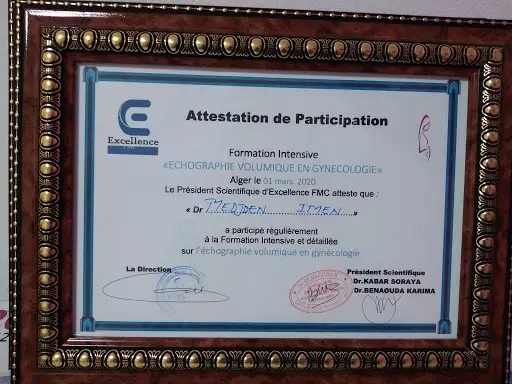 Excellence
FMC
Attestation de Participation
Formation Intensive
«ECHOGRAPHIE VOLUMIQUE EN GYNECOLOGIE»
Alger le 01 mars 2020
Le Président Scientifique d'Excellence FMC atteste que :
« Dr MEDJDEN IMEN »
a participé régulièrement
à la Formation Intensive et détaillée
sur l'échographie volumique en gynécologie
La Direction
Président Scientifique
Dr.KABAR SORAYA
Dr.BENAOUDA KARIMA